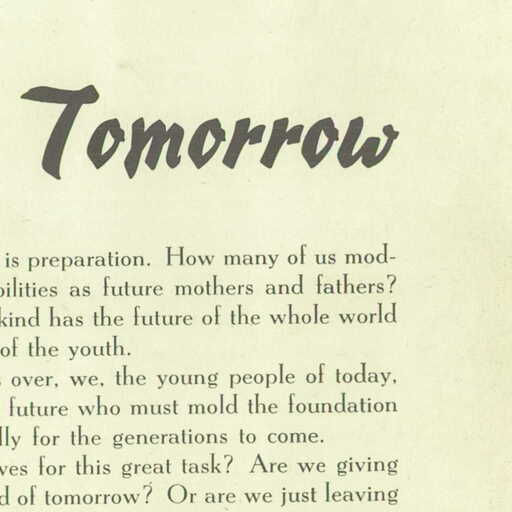 Tomorrow
is preparation. How many of us mod-
bilities as future mothers and fathers?
kind has the future of the whole world
of the youth.
s over, we, the young people of today,
future who must mold the foundation
lly for the generations to come.
ves for this great task? Are we giving
d of tomorrow? Or are we just leaving